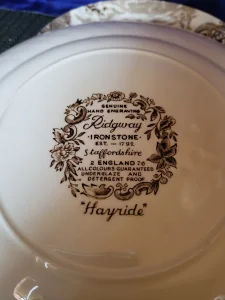 GENUINE
HAND ENGRAVING
Ridgway
· IRONSTONE ·
EST. — 1792
Staffordshire
2 ENGLAND 76
ALL COLOURS GUARANTEED
UNDERGLAZE AND
DETERGENT PROOF
"Hayride"